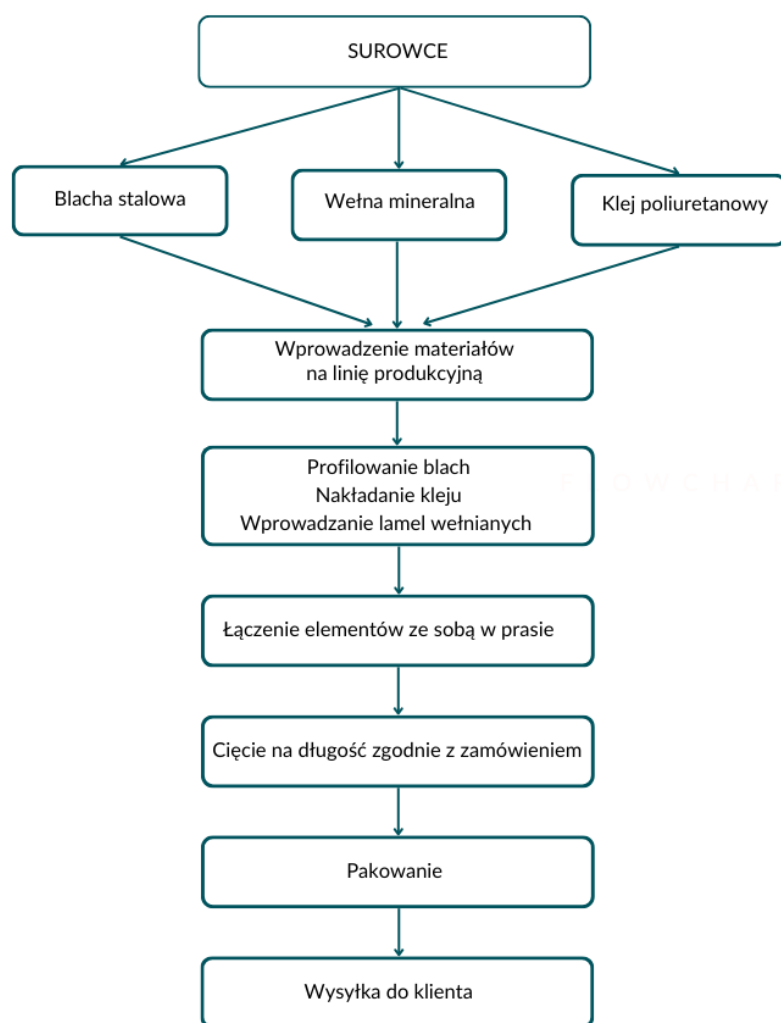 SUROWCE
Blacha stalowa
Wełna mineralna
Klej poliuretanowy
Wprowadzenie materiałów
na linię produkcyjną
Profilowanie blach
Nakładanie kleju
Wprowadzanie lamel wełnianych
Łączenie elementów ze sobą w prasie
Cięcie na długość zgodnie z zamówieniem
Pakowanie
Wysyłka do klienta